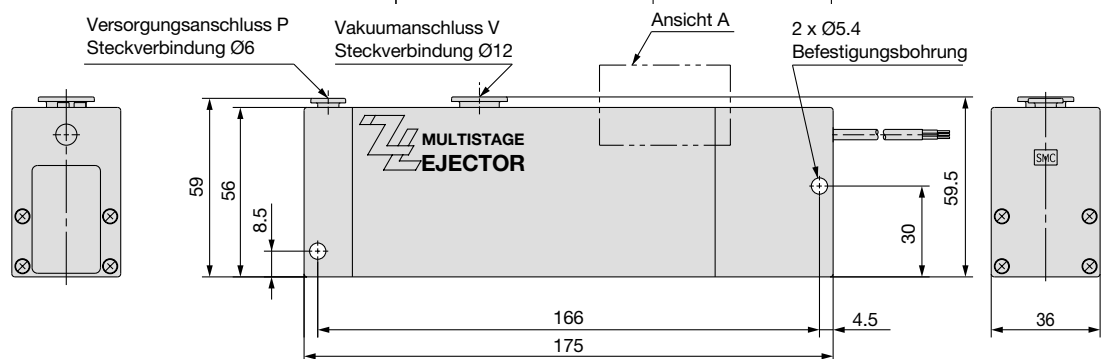 Versorgungsanschluss P
Steckverbindung Ø6
Vakuumanschluss V
Steckverbindung Ø12
Ansicht A
2 x Ø5.4
Befestigungsbohrung
ZL MULTISTAGE
EJECTOR
SMC
59
56
8.5
59.5
30
166
4.5
175
36